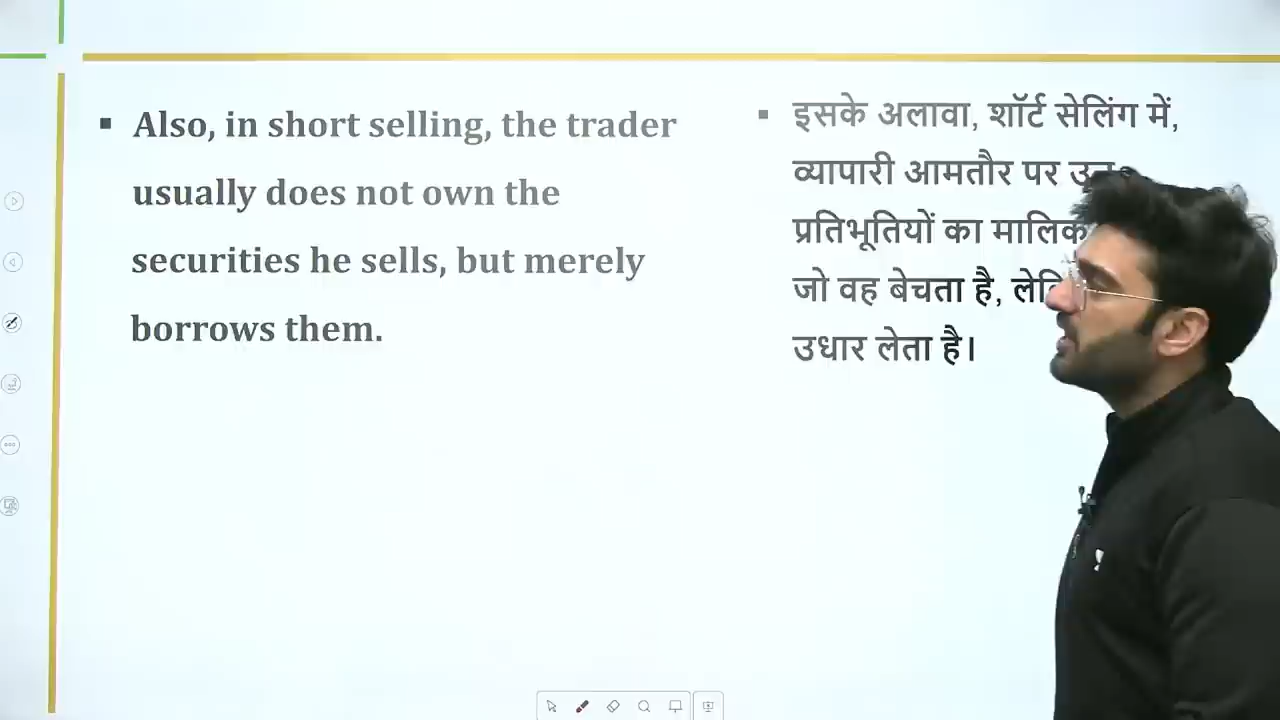 Also, in short selling, the trader
usually does not own the
securities he sells, but merely
borrows them.
इसके अलावा, शॉर्ट सेलिंग में,
व्यापारी आमतौर पर
प्रतिभूतियों का मालिक
जो वह बेचता है,
उधार लेता है।